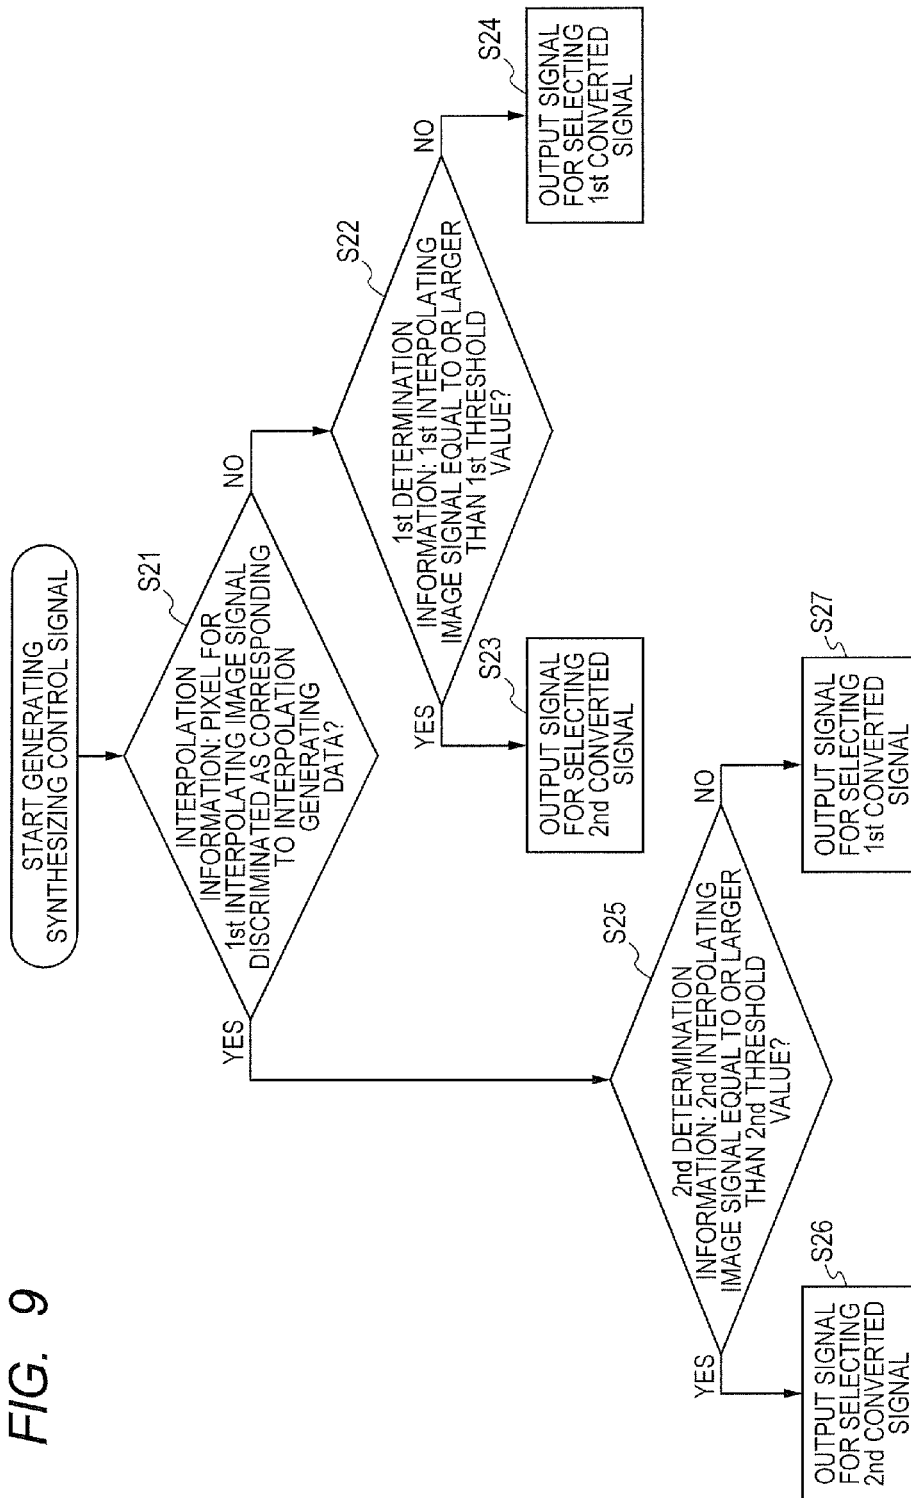 FIG. 9
START GENERATING
SYNTHESIZING CONTROL SIGNAL
S21
INTERPOLATION
INFORMATION: PIXEL FOR
1st INTERPOLATING IMAGE SIGNAL
DISCRIMINATED AS CORRESPONDING
TO INTERPOLATION
GENERATING
DATA?
YES
NO
S22
1st DETERMINATION
INFORMATION: 1st INTERPOLATING
IMAGE SIGNAL EQUAL TO OR LARGER
THAN 1st THRESHOLD
VALUE?
YES
NO
S23
OUTPUT SIGNAL
FOR SELECTING
2nd CONVERTED
SIGNAL
S24
OUTPUT SIGNAL
FOR SELECTING
1st CONVERTED
SIGNAL
S25
2nd DETERMINATION
INFORMATION: 2nd INTERPOLATING
IMAGE SIGNAL EQUAL TO OR LARGER
THAN 2nd THRESHOLD
VALUE?
YES
NO
S26
OUTPUT SIGNAL
FOR SELECTING
2nd CONVERTED
SIGNAL
S27
OUTPUT SIGNAL
FOR SELECTING
1st CONVERTED
SIGNAL